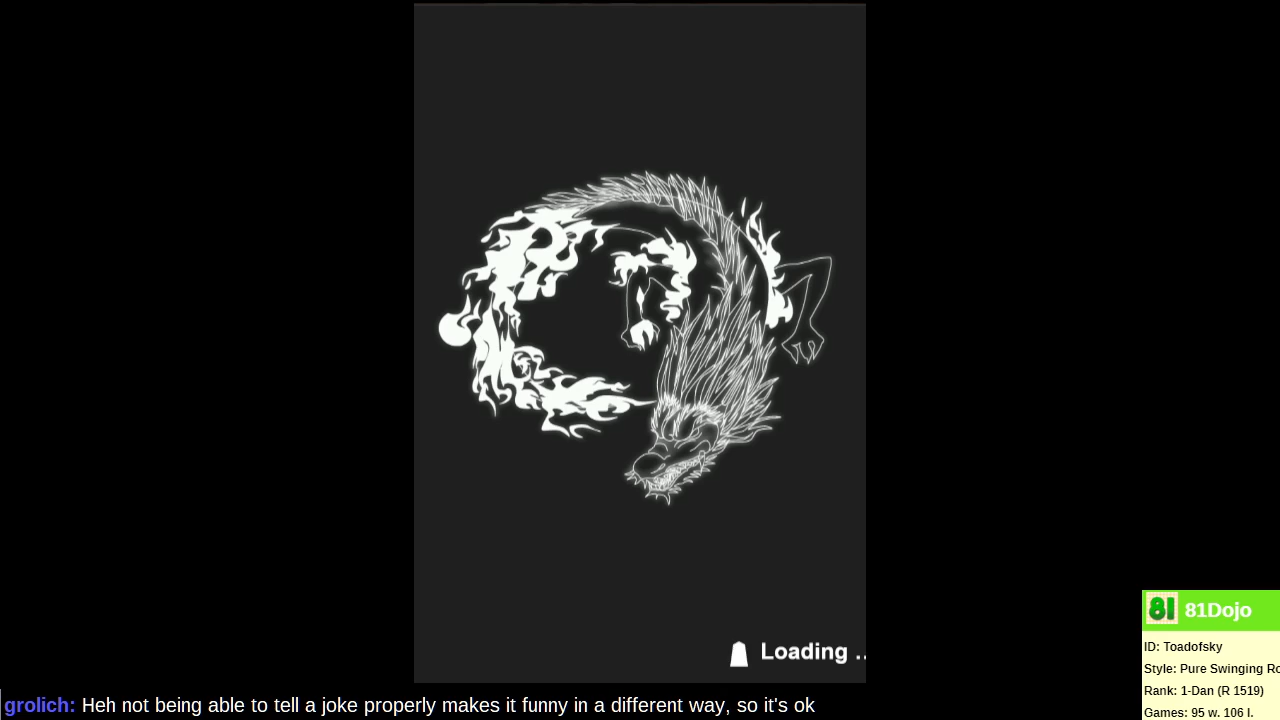 81 81Dojo
ID: Toadofsky
Style: Pure Swinging Ro
Rank: 1-Dan (R 1519)
Games: 95 w. 106 l.
Loading ..
grolich: Heh not being able to tell a joke properly makes it funny in a different way, so it's ok